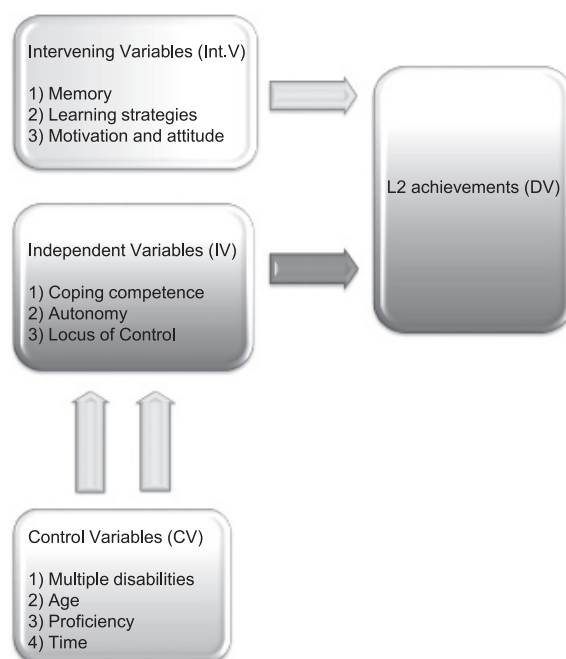 Intervening Variables (Int.V)
1) Memory
2) Learning strategies
3) Motivation and attitude
L2 achievements (DV)
Independent Variables (IV)
1) Coping competence
2) Autonomy
3) Locus of Control
Control Variables (CV)
1) Multiple disabilities
2) Age
3) Proficiency
4) Time